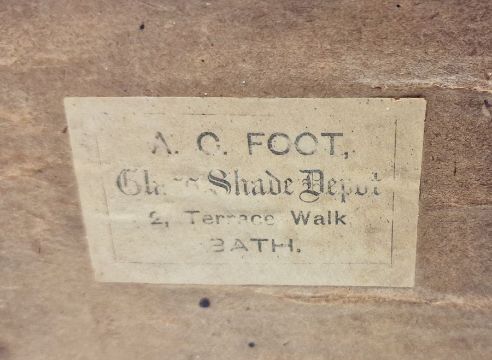 A. G. FOOT,
Glass Shade Depot
2, Terrace Walk
BATH.